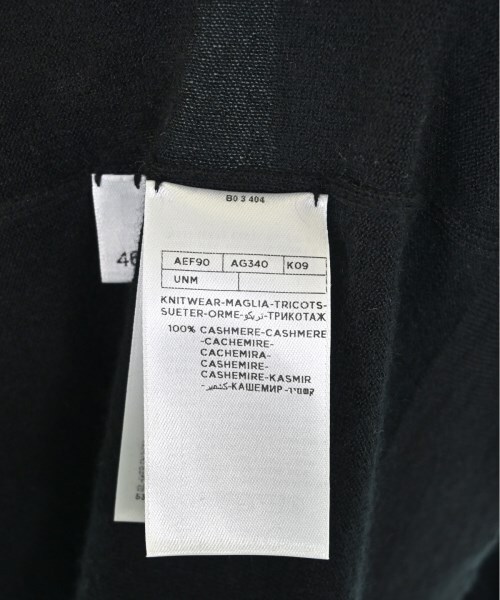 B0 3 404
46
AEF90 AG340 K09
UNM
KNITWEAR-MAGLIA-TRICOTS-
SUETER-ORME-تريكو-ТРИКОТАЖ
100% CASHMERE-CASHMERE
-CACHEMIRE-
CACHEMIRA-
CASHEMIRE-
CASHEMIRE-KASMIR
-كشمير-КАШЕМИР-קשמיר